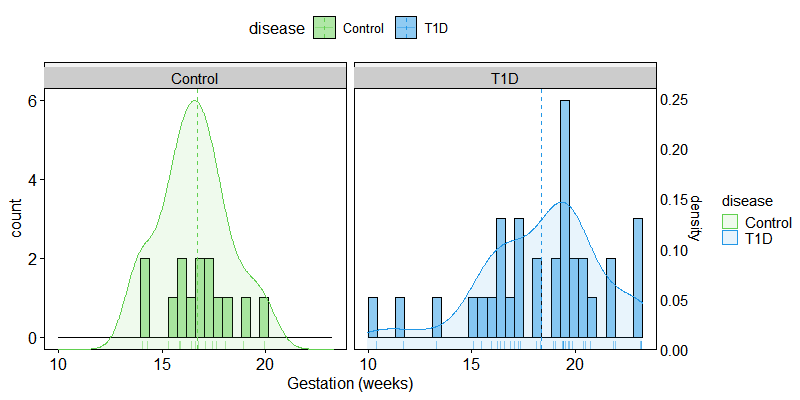 disease Control T1D
Control T1D
6
4
2
0
count
0.25
0.20
0.15
0.10
0.05
0.00
density
disease
Control
T1D
10 15 20 10 15 20
Gestation (weeks)